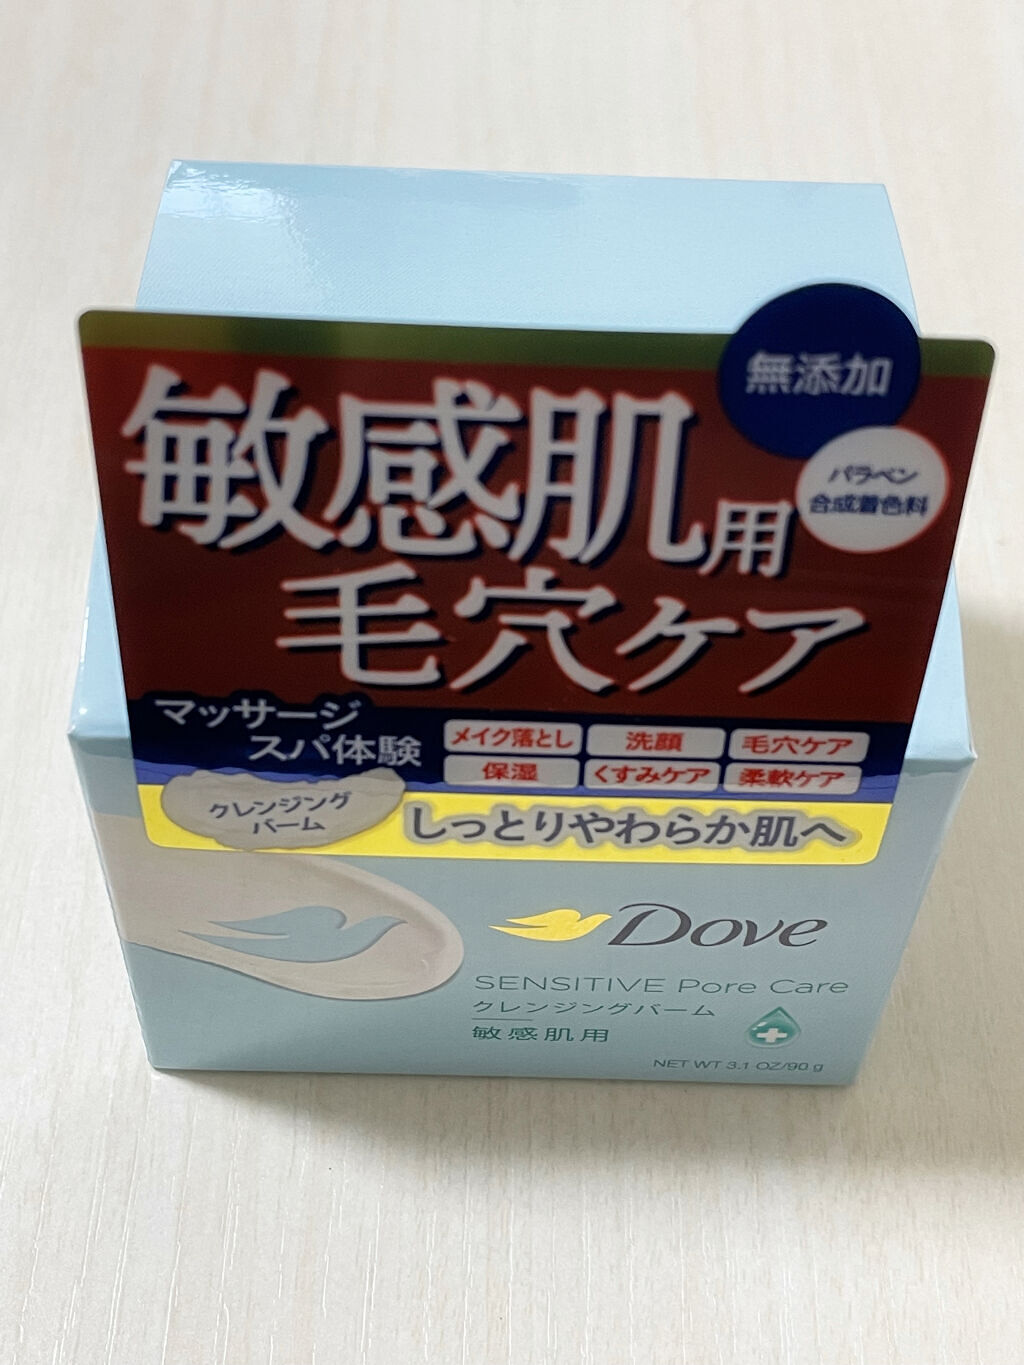 無添加
パラベン
合成着色料
敏感肌用
毛穴ケア
マッサージ
スパ体験
メイク落とし
洗顔
毛穴ケア
保湿
くすみケア
柔軟ケア
クレンジング
バーム
しっとりやわらか肌へ
Dove
SENSITIVE Pore Care
クレンジングバーム
敏感肌用
NET WT 3.1 OZ/90 g